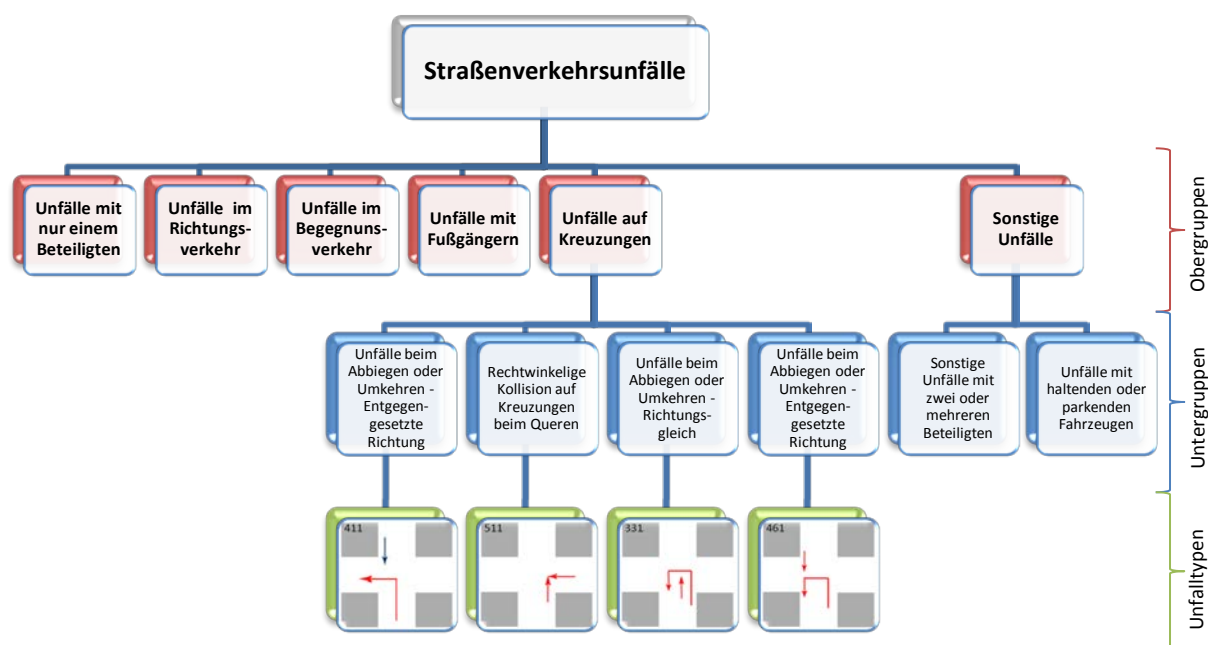 Straßenverkehrsunfälle
Unfälle mit
nur einem
Beteiligten
Unfälle im
Richtungs-
verkehr
Unfälle im
Begegnuns-
verkehr
Unfälle mit
Fußgängern
Unfälle auf
Kreuzungen
Sonstige
Unfälle
Obergruppen
Unfälle beim
Abbiegen oder
Umkehren -
Entgegen-
gesetzte
Richtung
Rechtwinkelige
Kollision auf
Kreuzungen
beim Queren
Unfälle beim
Abbiegen oder
Umkehren -
Richtungs-
gleich
Unfälle beim
Abbiegen oder
Umkehren -
Entgegen-
gesetzte
Richtung
Sonstige
Unfälle mit
zwei oder
mehreren
Beteiligten
Unfälle mit
haltenden oder
parkenden
Fahrzeugen
Untergruppen
411
511
331
461
Unfalltypen